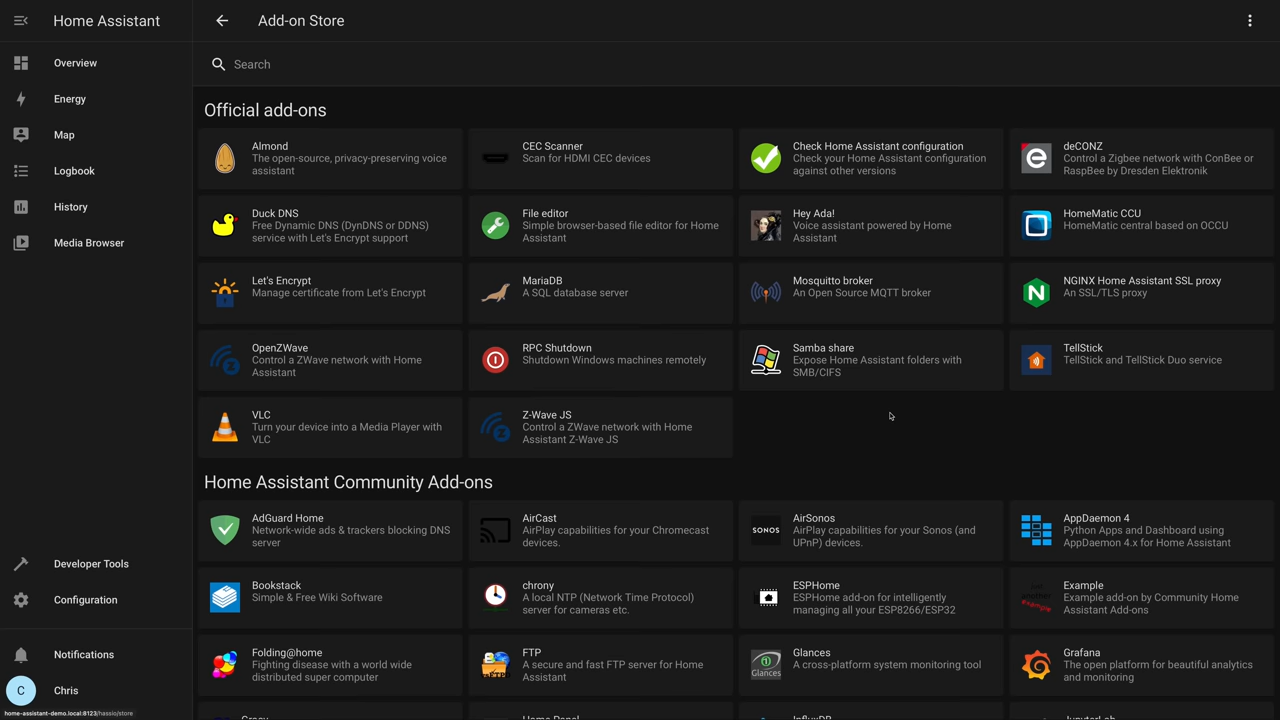 Home Assistant
Add-on Store
Overview
Energy
Map
Logbook
History
Media Browser
Developer Tools
Configuration
Notifications
C
Chris
home-assistant-demo.local:8123/hassio/store
Search
Official add-ons
Almond
The open-source, privacy-preserving voice
assistant
CEC Scanner
Scan for HDMI CEC devices
Check Home Assistant configuration
Check your Home Assistant configuration
against other versions
deCONZ
Control a Zigbee network with ConBee or
RaspBee by Dresden Elektronik
Duck DNS
Free Dynamic DNS (DynDNS or DDNS)
service with Let's Encrypt support
File editor
Simple browser-based file editor for Home
Assistant
Hey Ada!
Voice assistant powered by Home
Assistant
HomeMatic CCU
HomeMatic central based on OCCU
Let's Encrypt
Manage certificate from Let's Encrypt
MariaDB
A SQL database server
Mosquitto broker
An Open Source MQTT broker
NGINX Home Assistant SSL proxy
An SSL/TLS proxy
OpenZWave
Control a ZWave network with Home
Assistant
RPC Shutdown
Shutdown Windows machines remotely
Samba share
Expose Home Assistant folders with
SMB/CIFS
TellStick
TellStick and TellStick Duo service
VLC
Turn your device into a Media Player with
VLC
Z-Wave JS
Control a ZWave network with Home
Assistant Z-Wave JS
Home Assistant Community Add-ons
AdGuard Home
Network-wide ads & trackers blocking DNS
server
AirCast
AirPlay capabilities for your Chromecast
devices.
SONOS
AirSonos
AirPlay capabilities for your Sonos (and
UPnP) devices.
AppDaemon 4
Python Apps and Dashboard using
AppDaemon 4.x for Home Assistant
Bookstack
Simple & Free Wiki Software
chrony
A local NTP (Network Time Protocol)
server for cameras etc.
ESPHome
ESPHome add-on for intelligently
managing all your ESP8266/ESP32
Example
Example add-on by Community Home
Assistant Add-ons
Folding@home
Fighting disease with a world wide
distributed super computer
FTP
A secure and fast FTP server for Home
Assistant
Glances
Glances
A cross-platform system monitoring tool
Grafana
The open platform for beautiful analytics
and monitoring
Home Panel
InfluxDB
JupyterLab